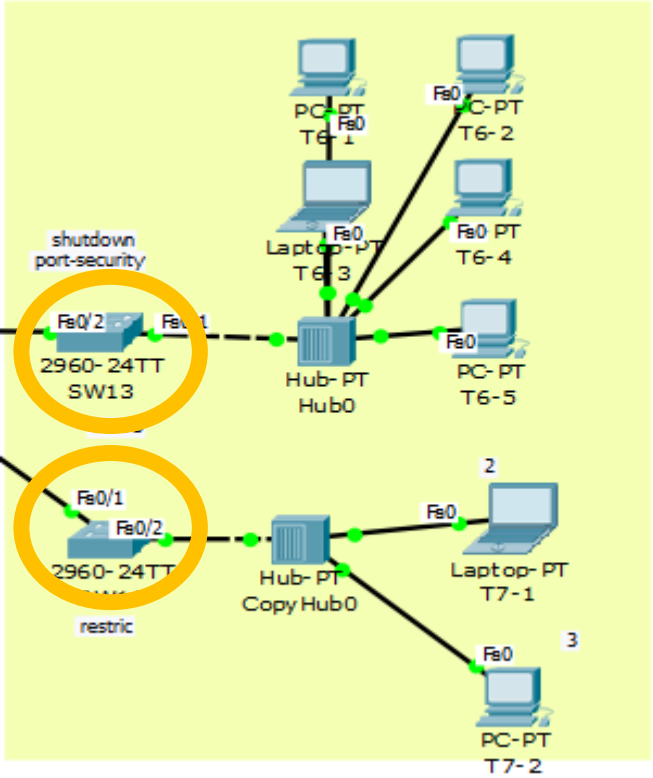 Fa0
PC-PT
T6-1
Fa0
PC-PT
T6-2
Fa0
Laptop-PT
T6-3
Fa0 PT
T6-4
shutdown
port-security
Fa0/2
2960-24TT
SW13
Hub-PT
Hub0
Fa0
PC-PT
T6-5
2
Fa0/1
Fa0/2
2960-24TT
restric
Hub-PT
Copy Hub0
Fa0
Laptop-PT
T7-1
3
Fa0
PC-PT
T7-2